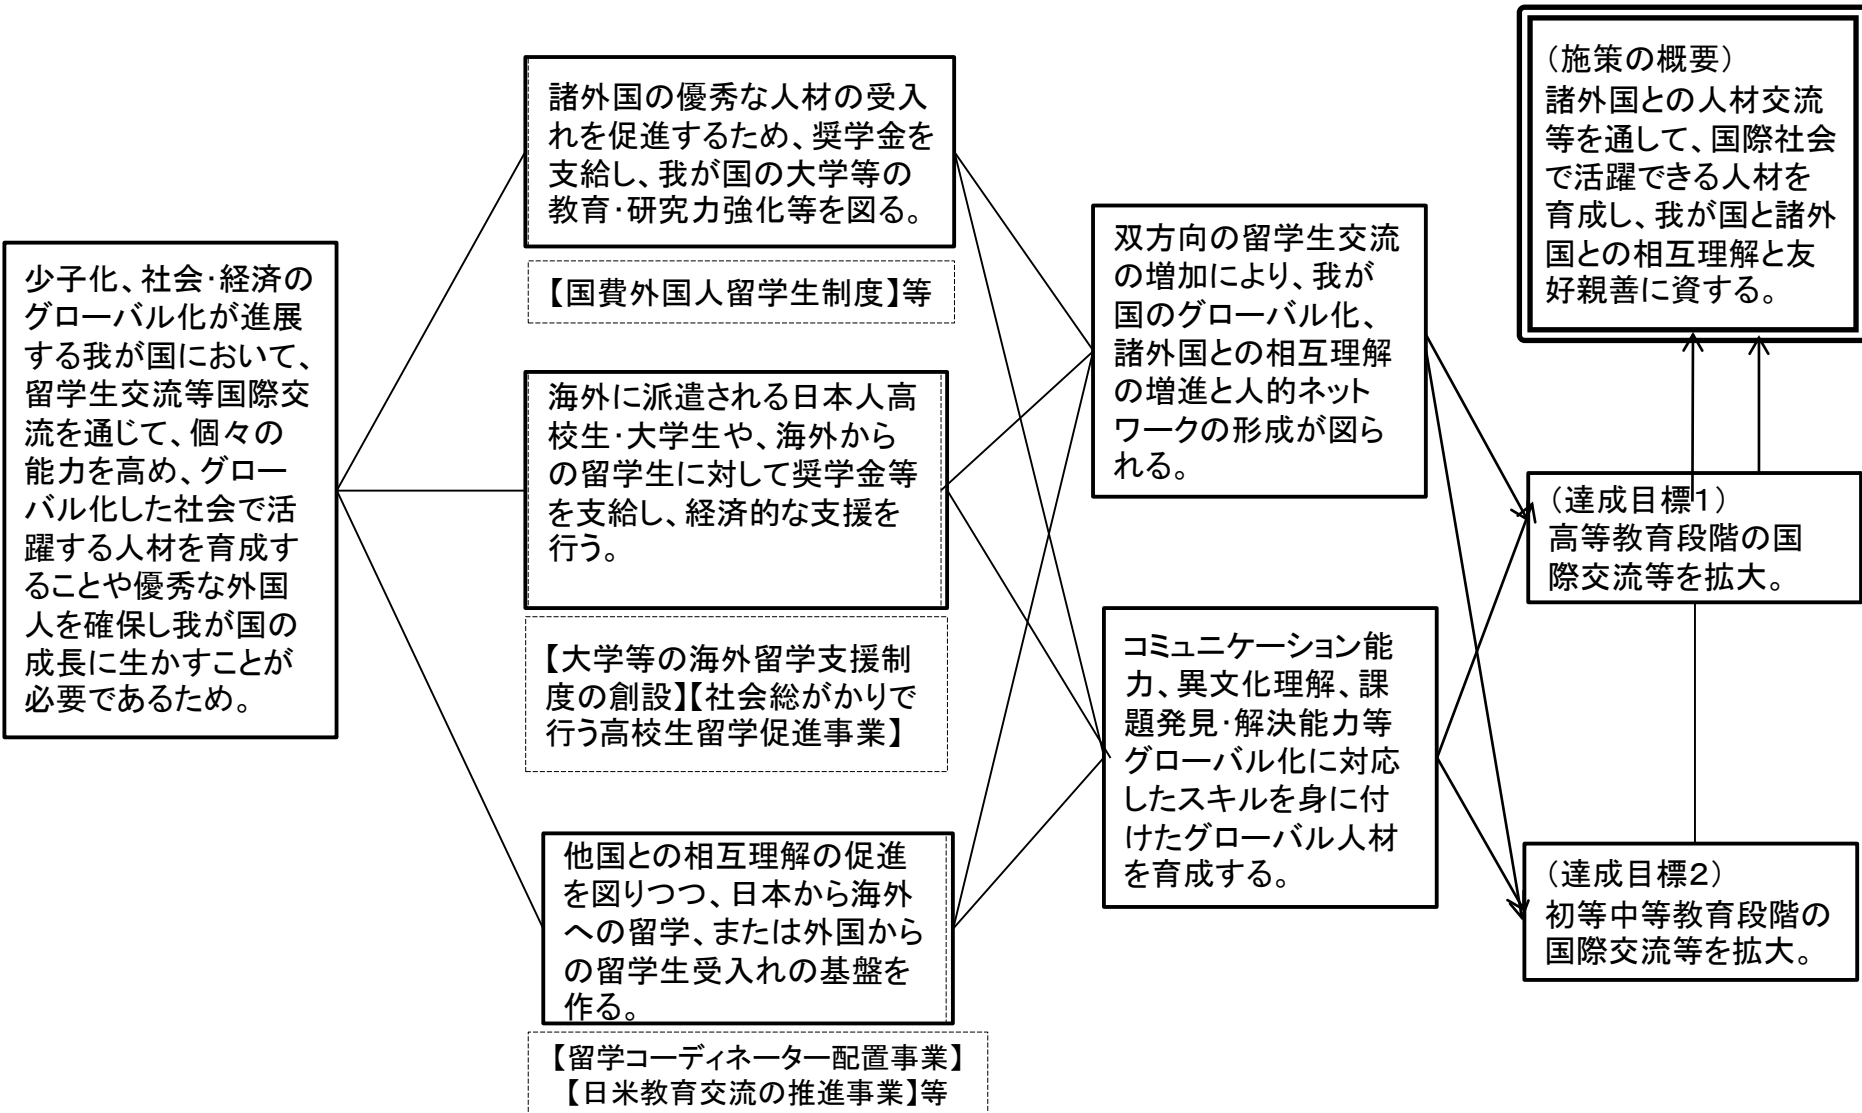 少子化、社会・経済の
グローバル化が進展
する我が国において、
留学生交流等国際交
流を通じて、個々の
能力を高め、グロー
バル化した社会で活
躍する人材を育成す
ることや優秀な外国
人を確保し我が国の
成長に生かすことが
必要であるため。
諸外国の優秀な人材の受入
れを促進するため、奨学金を
支給し、我が国の大学等の
教育・研究力強化等を図る。
【国費外国人留学生制度】等
海外に派遣される日本人高
校生・大学生や、海外から
の留学生に対して奨学金等
を支給し、経済的な支援を
行う。
【大学等の海外留学支援制
度の創設】【社会総がかりで
行う高校生留学促進事業】
他国との相互理解の促進
を図りつつ、日本から海外
への留学、または外国から
の留学生受入れの基盤を
作る。
【留学コーディネーター配置事業】
【日米教育交流の推進事業】等
双方向の留学生交流
の増加により、我が
国のグローバル化、
諸外国との相互理解
の増進と人的ネット
ワークの形成が図ら
れる。
コミュニケーション能
力、異文化理解、課
題発見・解決能力等
グローバル化に対応
したスキルを身に付
けたグローバル人材
を育成する。
（施策の概要）
諸外国との人材交流
等を通して、国際社会
で活躍できる人材を
育成し、我が国と諸外
国との相互理解と友
好親善に資する。
（達成目標１）
高等教育段階の国
際交流等を拡大。
（達成目標２）
初等中等教育段階の
国際交流等を拡大。